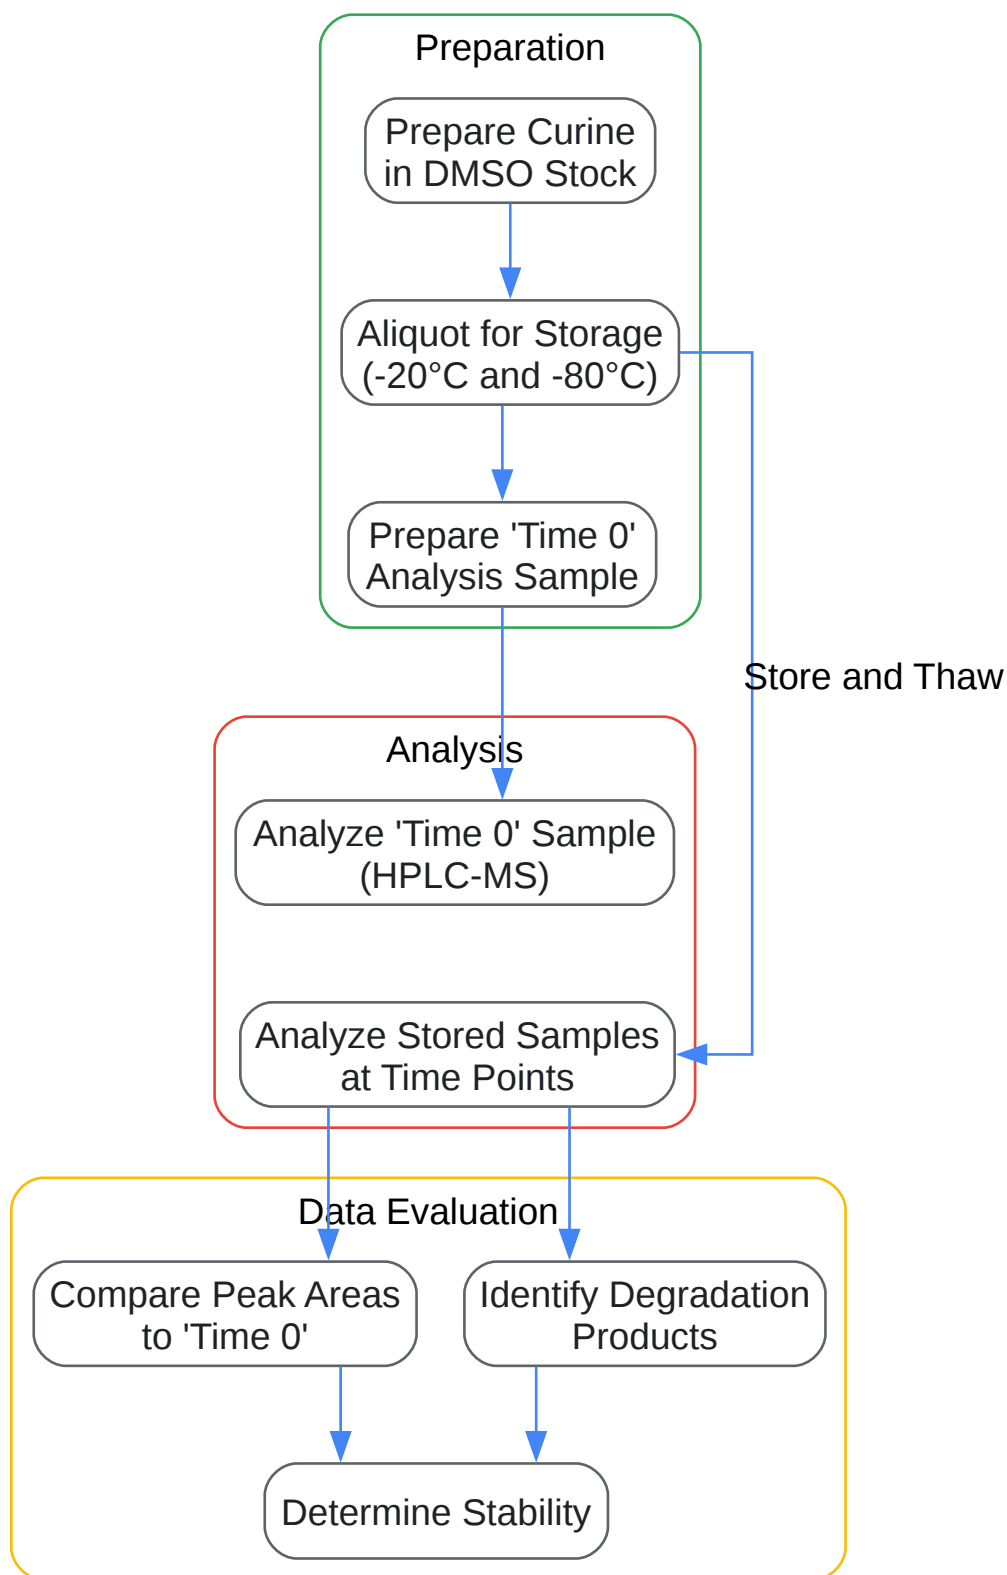 Preparation
Prepare Curine
in DMSO Stock
Aliquot for Storage
(-20°C and -80°C)
Prepare 'Time 0'
Analysis Sample
Store and Thaw
Analysis
Analyze 'Time 0' Sample
(HPLC-MS)
Analyze Stored Samples
at Time Points
Data Evaluation
Compare Peak Areas
to 'Time 0'
Identify Degradation
Products
Determine Stability